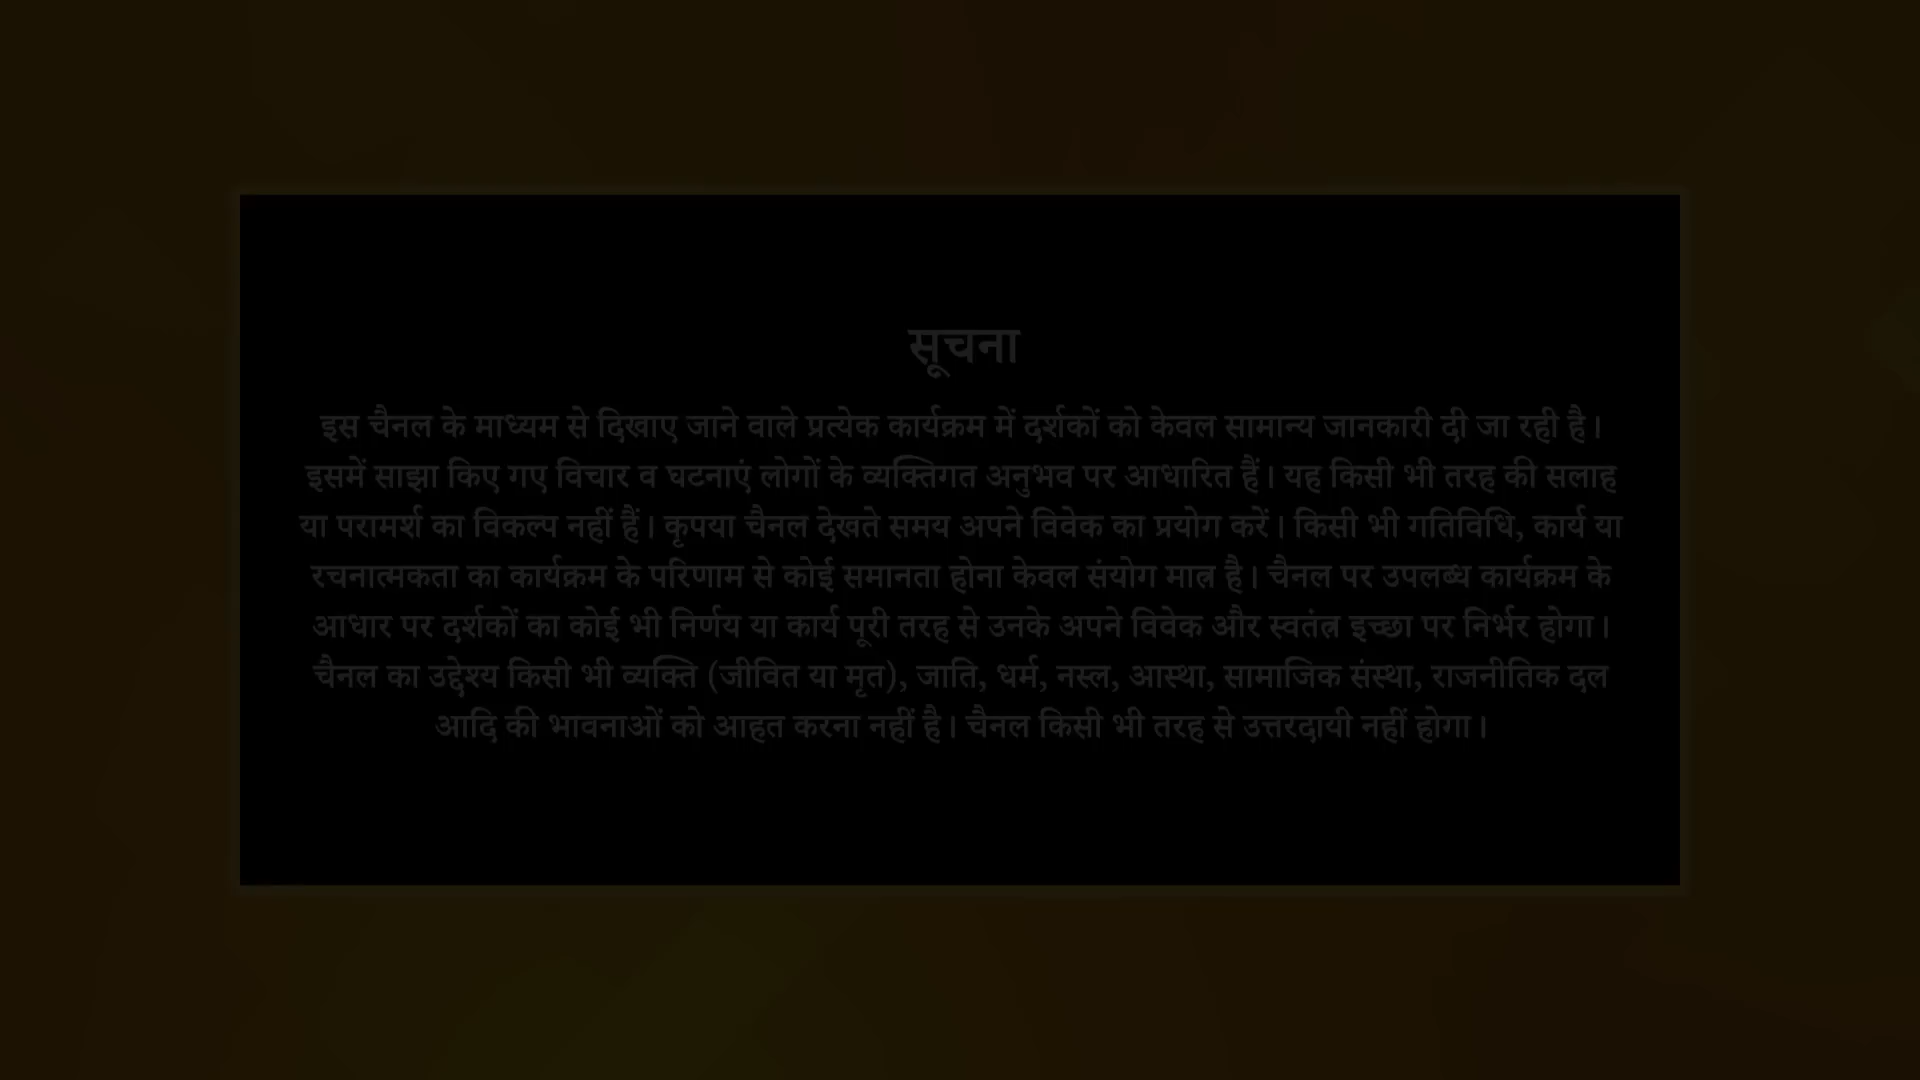 सूचना
इस चैनल के माध्यम से दिखाए जाने वाले प्रत्येक कार्यक्रम में दर्शकों को केवल सामान्य जानकारी दी जा रही है।
इसमें साझा किए गए विचार व घटनाएं लोगों के व्यक्तिगत अनुभव पर आधारित हैं। यह किसी भी तरह की सलाह
या परामर्श का विकल्प नहीं हैं। कृपया चैनल देखते समय अपने विवेक का प्रयोग करें। किसी भी गतिविधि, कार्य या
रचनात्मकता का कार्यक्रम के परिणाम से कोई समानता होना केवल संयोग मात्र है। चैनल पर उपलब्ध कार्यक्रम के
आधार पर दर्शकों का कोई भी निर्णय या कार्य पूरी तरह से उनके अपने विवेक और स्वतंत्र इच्छा पर निर्भर होगा।
चैनल का उद्देश्य किसी भी व्यक्ति (जीवित या मृत), जाति, धर्म, नस्ल, आस्था, सामाजिक संस्था, राजनीतिक दल
आदि की भावनाओं को आहत करना नहीं है। चैनल किसी भी तरह से उत्तरदायी नहीं होगा।